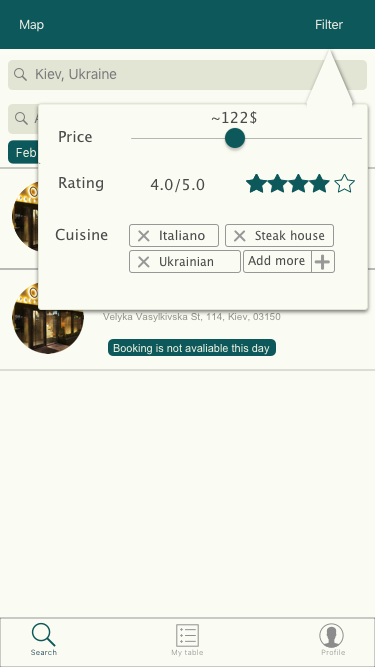 Map Filter
Kiev, Ukraine
~122$
Price
Feb
Rating 4.0/5.0
Cuisine Italiano Steak house
Ukrainian Add more
Velyka Vasylkivska St, 114, Kiev, 03150
Booking is not avaliable this day
Search My table Profile